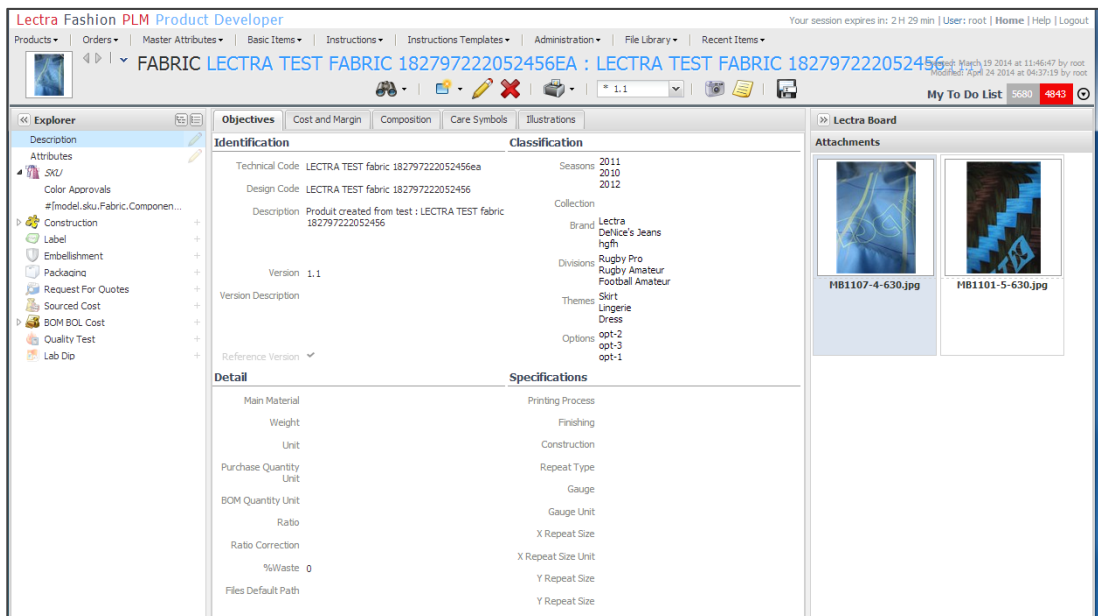 Lectra Fashion PLM Product Developer
Your session expires in: 2 H 29 min | User: root | Home | Help | Logout
Products Orders Master Attributes Basic Items Instructions Instructions Templates Administration File Library Recent Items
FABRIC LECTRA TEST FABRIC 182797222052456EA : LECTRA TEST FABRIC 182797222052456
March 19 2014 at 11:46:47 by root
Modified: April 24 2014 at 04:37:19 by root
* 1.1
My To Do List 5680 4843
Explorer
Description
Attributes
SKU
Color Approvals
#[model.sku.Fabric.Componen...
Construction
Label
Embellishment
Packaging
Request For Quotes
Sourced Cost
BOM BOL Cost
Quality Test
Lab Dip
Objectives Cost and Margin Composition Care Symbols Illustrations
Identification
Technical Code LECTRA TEST fabric 182797222052456ea
Design Code LECTRA TEST fabric 182797222052456
Description Produit created from test : LECTRA TEST fabric
182797222052456
Version 1.1
Version Description
Reference Version
Classification
Seasons 2011
2010
2012
Collection
Brand Lectra
DeNice's Jeans
hgfh
Divisions Rugby Pro
Rugby Amateur
Football Amateur
Themes Skirt
Lingerie
Dress
Options opt-2
opt-3
opt-1
Detail
Main Material
Weight
Unit
Purchase Quantity
Unit
BOM Quantity Unit
Ratio
Ratio Correction
%Waste 0
Files Default Path
Specifications
Printing Process
Finishing
Construction
Repeat Type
Gauge
Gauge Unit
X Repeat Size
X Repeat Size Unit
Y Repeat Size
Y Repeat Size
Lectra Board
Attachments
MB1107-4-630.jpg
MB1101-5-630.jpg